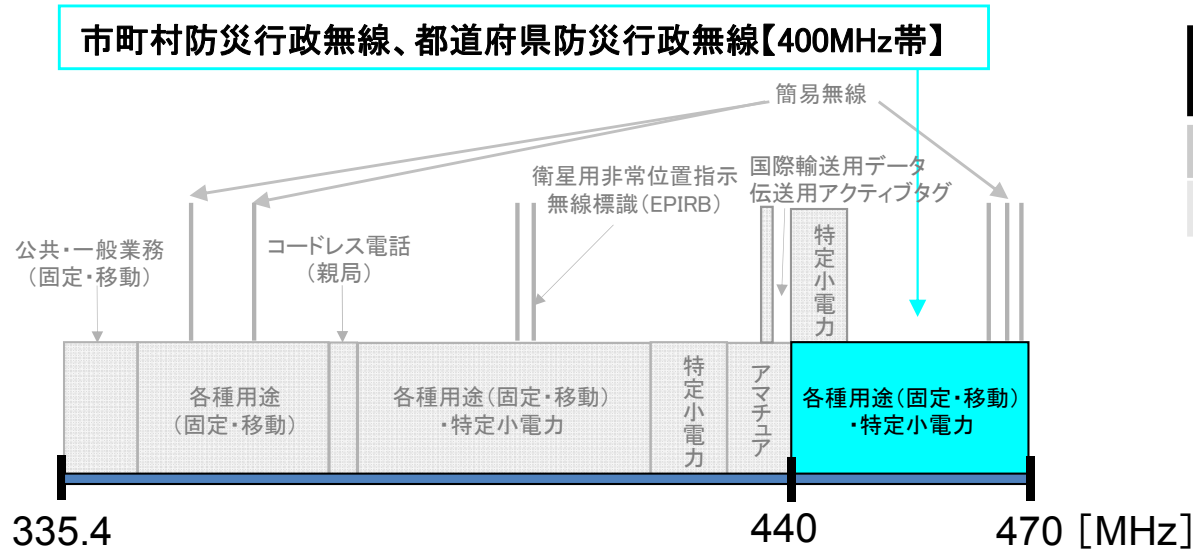 市町村防災行政無線、都道府県防災行政無線【400MHz帯】
簡易無線
衛星用非常位置指示
無線標識(EPIRB)
国際輸送用データ
伝送用アクティブタグ
公共・一般業務
(固定・移動)
コードレス電話
(親局)
特定小電力
各種用途
(固定・移動)
各種用途(固定・移動)
・特定小電力
特定小電力
アマチュア
各種用途(固定・移動)
・特定小電力
335.4
440
470 [MHz]